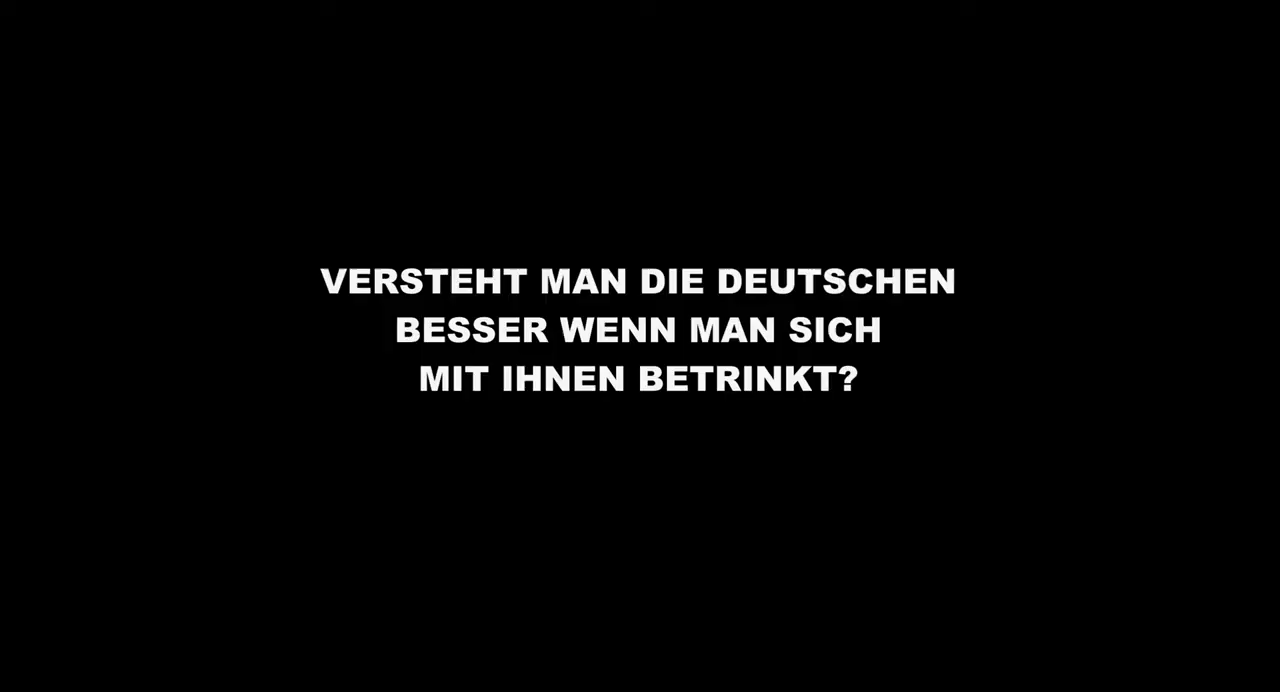 VERSTEHT MAN DIE DEUTSCHEN
BESSER WENN MAN SICH
MIT IHNEN BETRINKT?